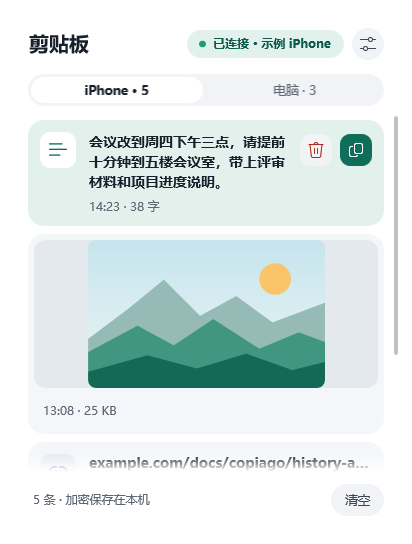 剪贴板
已连接 • 示例 iPhone
iPhone • 5
电脑 · 3
会议改到周四下午三点，请提前
十分钟到五楼会议室，带上评审
材料和项目进度说明。
14:23 · 38 字
13:08 · 25 KB
example.com/docs/copiago/history-a...
5 条 · 加密保存在本机
清空